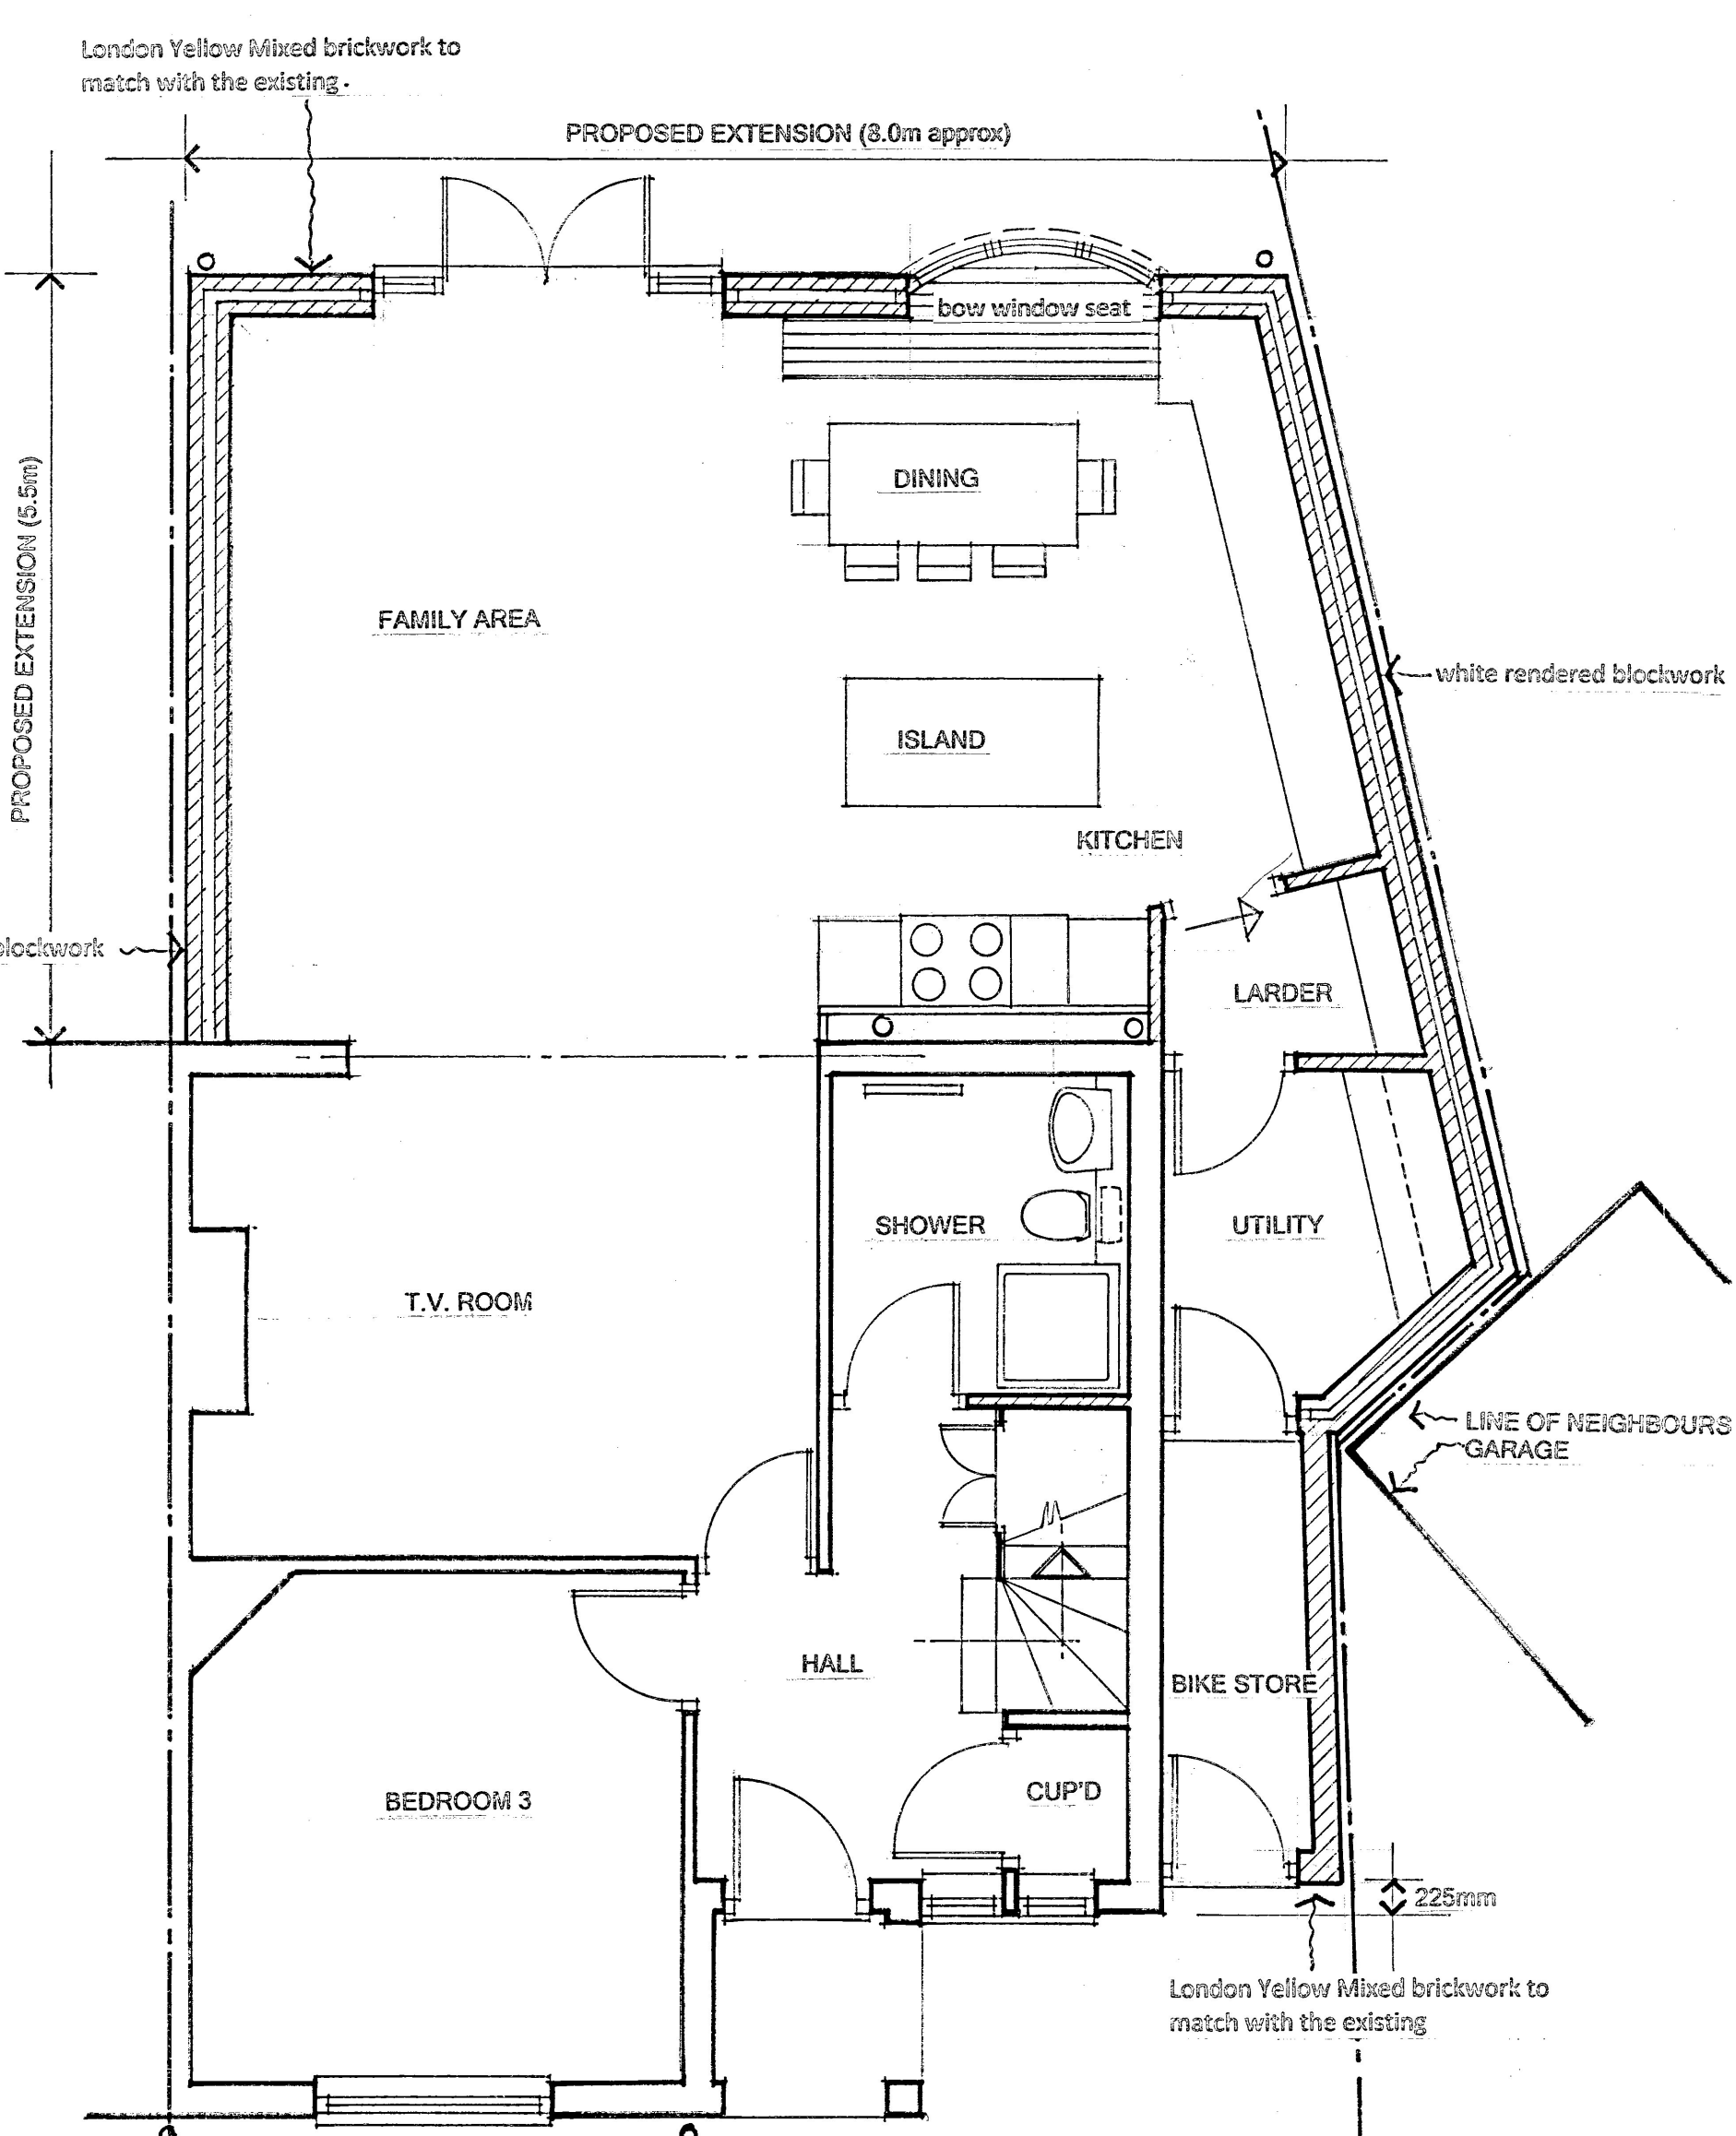 London Yellow Mixed brickwork to
match with the existing.
PROPOSED EXTENSION (8.0m approx)
bow window seat
DINING
PROPOSED EXTENSION (5.5m)
FAMILY AREA
white rendered blockwork
ISLAND
KITCHEN
blockwork
LARDER
SHOWER
UTILITY
T.V. ROOM
LINE OF NEIGHBOURS
GARAGE
HALL
BIKE STORE
CUP'D
BEDROOM 3
225mm
London Yellow Mixed brickwork to
match with the existing